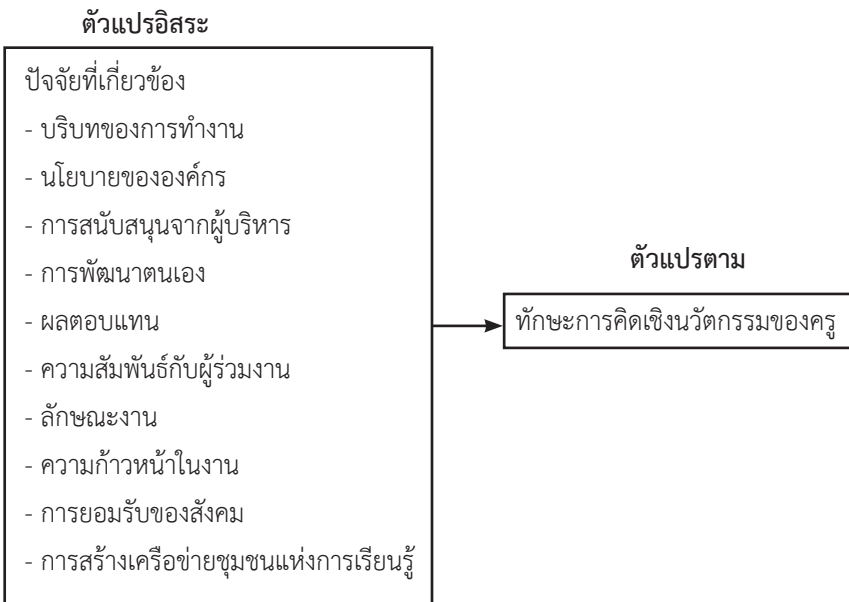 ตัวแปรอิสระ
ปัจจัยที่เกี่ยวข้อง
- บริบทของการทำงาน
- นโยบายขององค์กร
- การสนับสนุนจากผู้บริหาร
- การพัฒนาตนเอง
- ผลตอบแทน
- ความสัมพันธ์กับผู้ร่วมงาน
- ลักษณะงาน
- ความก้าวหน้าในงาน
- การยอมรับของสังคม
- การสร้างเครือข่ายชุมชนแห่งการเรียนรู้
ตัวแปรตาม
ทักษะการคิดเชิงนวัตกรรมของครู